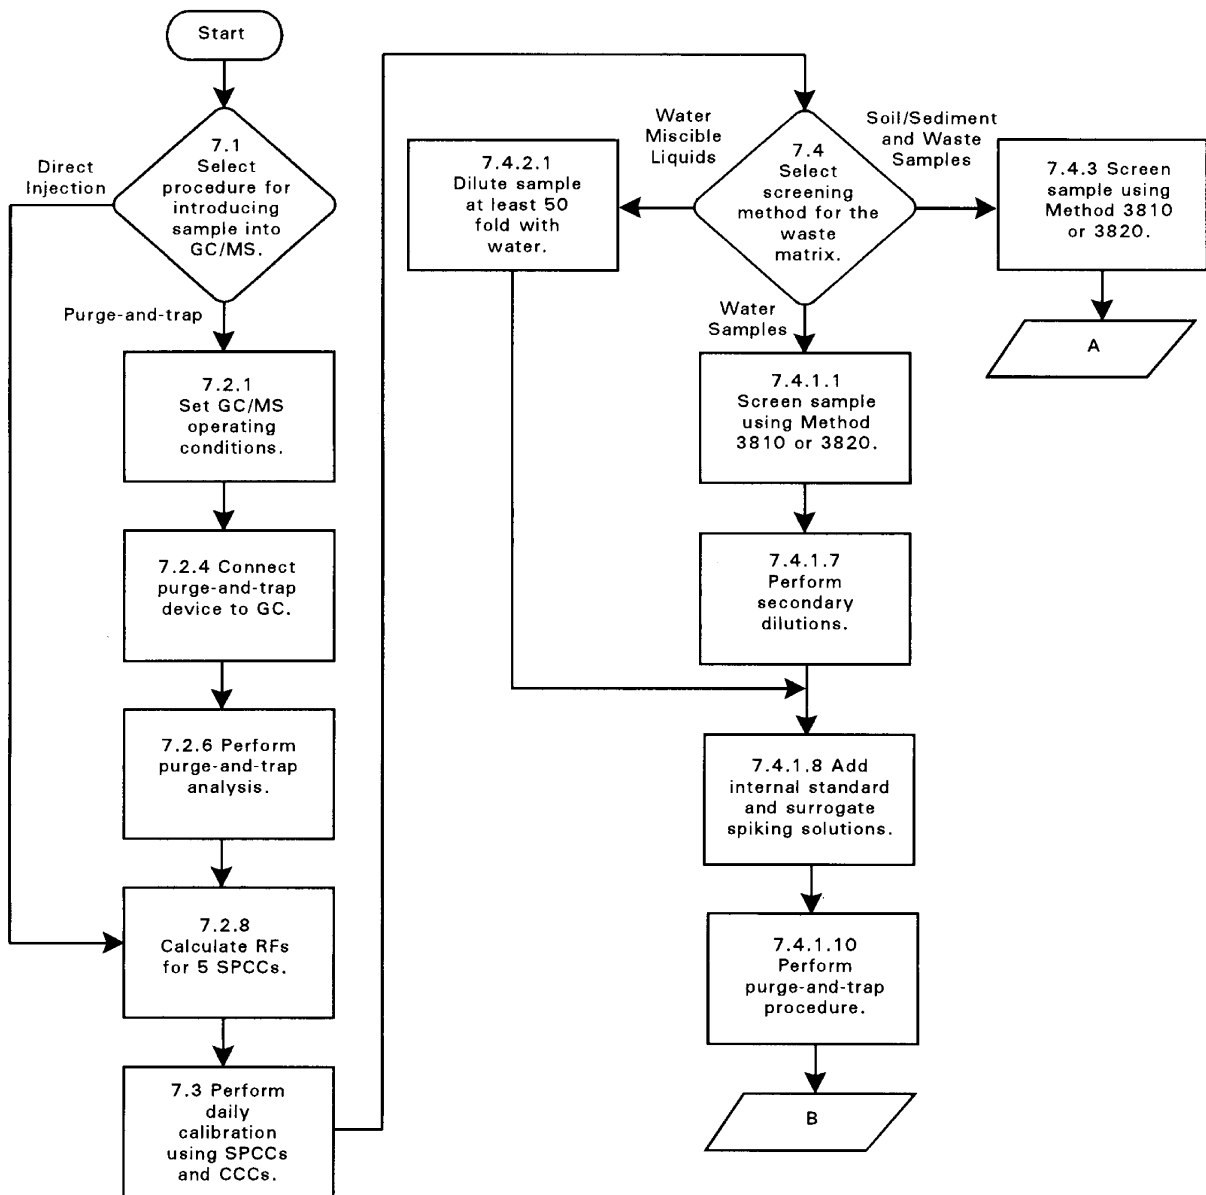 Start
7.1
Select
procedure for
introducing
sample into
GC/MS.
Direct
Injection
Purge-and-trap
7.2.1
Set GC/MS
operating
conditions.
7.2.4 Connect
purge-and-trap
device to GC.
7.2.6 Perform
purge-and-trap
analysis.
7.2.8
Calculate RFs
for 5 SPCCs.
7.3 Perform
daily
calibration
using SPCCs
and CCCs.
7.4
Select
screening
method for the
waste
matrix.
Water
Miscible
Liquids
7.4.2.1
Dilute sample
at least 50
fold with
water.
Soil/Sediment
and Waste
Samples
7.4.3 Screen
sample using
Method 3810
or 3820.
A
Water
Samples
7.4.1.1
Screen sample
using Method
3810 or 3820.
7.4.1.7
Perform
secondary
dilutions.
7.4.1.8 Add
internal standard
and surrogate
spiking solutions.
7.4.1.10
Perform
purge-and-trap
procedure.
B